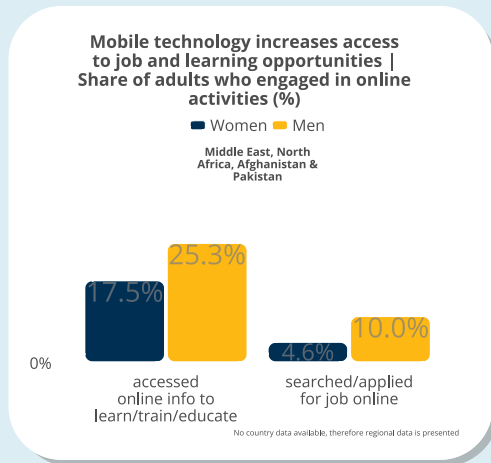 Mobile technology increases access
to job and learning opportunities |
Share of adults who engaged in online
activities (%)
Women Men
Middle East, North
Africa, Afghanistan &
Pakistan
25.3%
17.5%
10.0%
4.6%
0%
accessed
online info to
learn/train/educate
searched/applied
for job online
No country data available, therefore regional data is presented